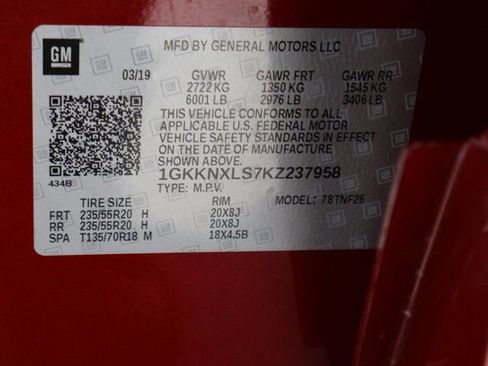 GM
MFD BY GENERAL MOTORS LLC
03/19 GVWR GAWR FRT GAWR RR
2722 KG 1350 KG 1545 KG
6001 LB 2976 LB 3406 LB
THIS VEHICLE CONFORMS TO ALL
APPLICABLE U.S. FEDERAL MOTOR
VEHICLE SAFETY STANDARDS IN EFFECT
ON THE DATE OF MANUFACTURE
SHOWN ABOVE.
434B
1GKKNXLS7KZ237958
TYPE: M.P.V. MODEL: 78TNF26
TIRE SIZE RIM
FRT 235/55R20 H 20X8J
RR 235/55R20 H 20X8J
SPA T135/70R18 M 18X4.5B